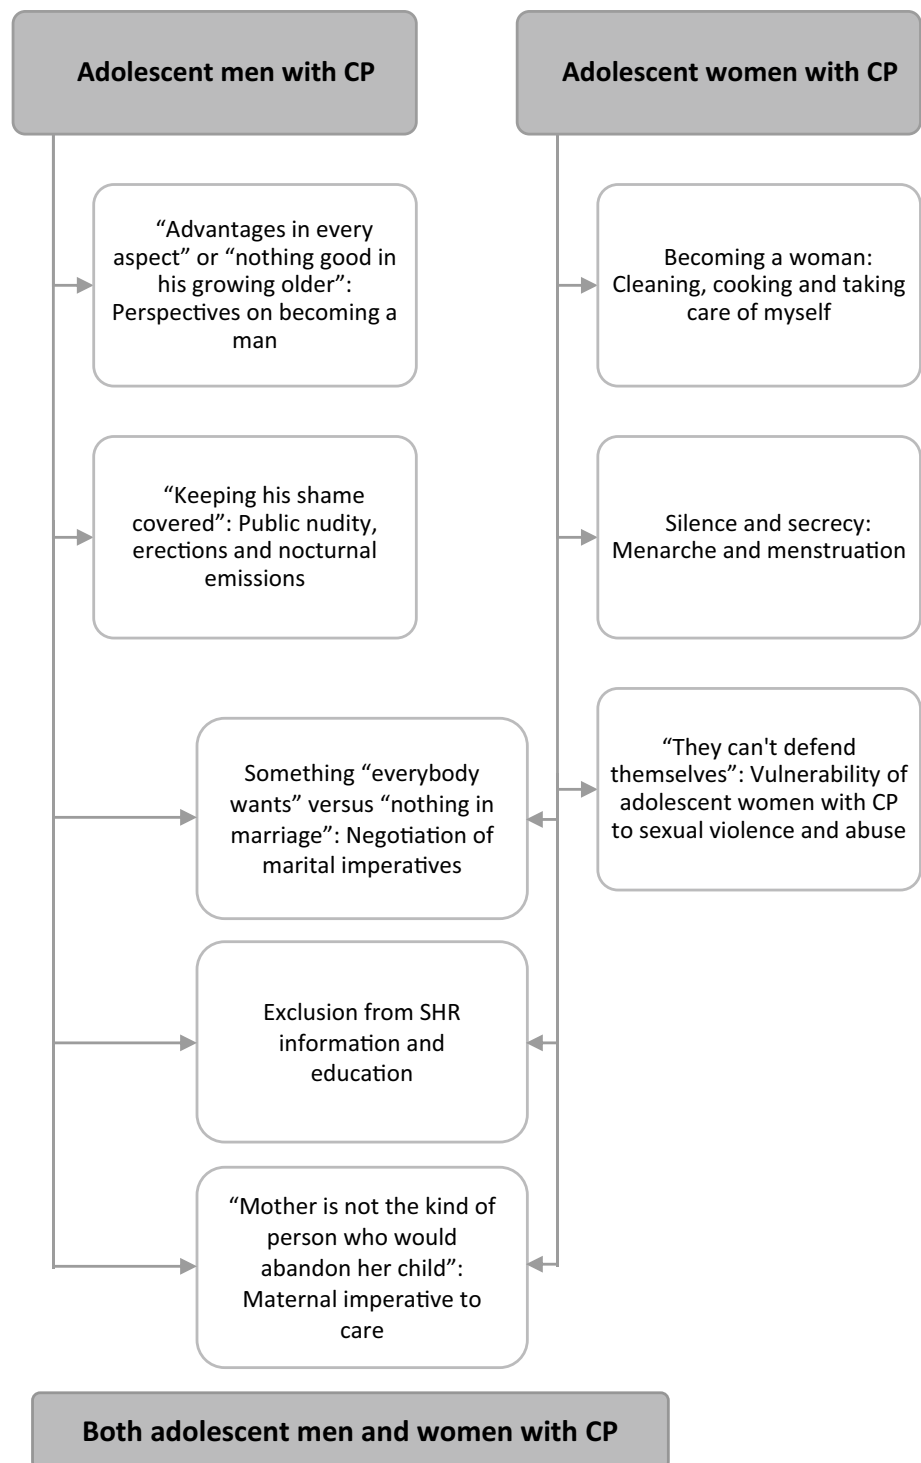 Adolescent men with CP
Adolescent women with CP
“Advantages in every
aspect” or “nothing good in
his growing older”:
Perspectives on becoming a
man
Becoming a woman:
Cleaning, cooking and taking
care of myself
“Keeping his shame
covered”: Public nudity,
erections and nocturnal
emissions
Silence and secrecy:
Menarche and menstruation
Something “everybody
wants” versus “nothing in
marriage”: Negotiation of
marital imperatives
“They can't defend
themselves”: Vulnerability of
adolescent women with CP
to sexual violence and abuse
Exclusion from SHR
information and
education
“Mother is not the kind of
person who would
abandon her child”:
Maternal imperative to
care
Both adolescent men and women with CP